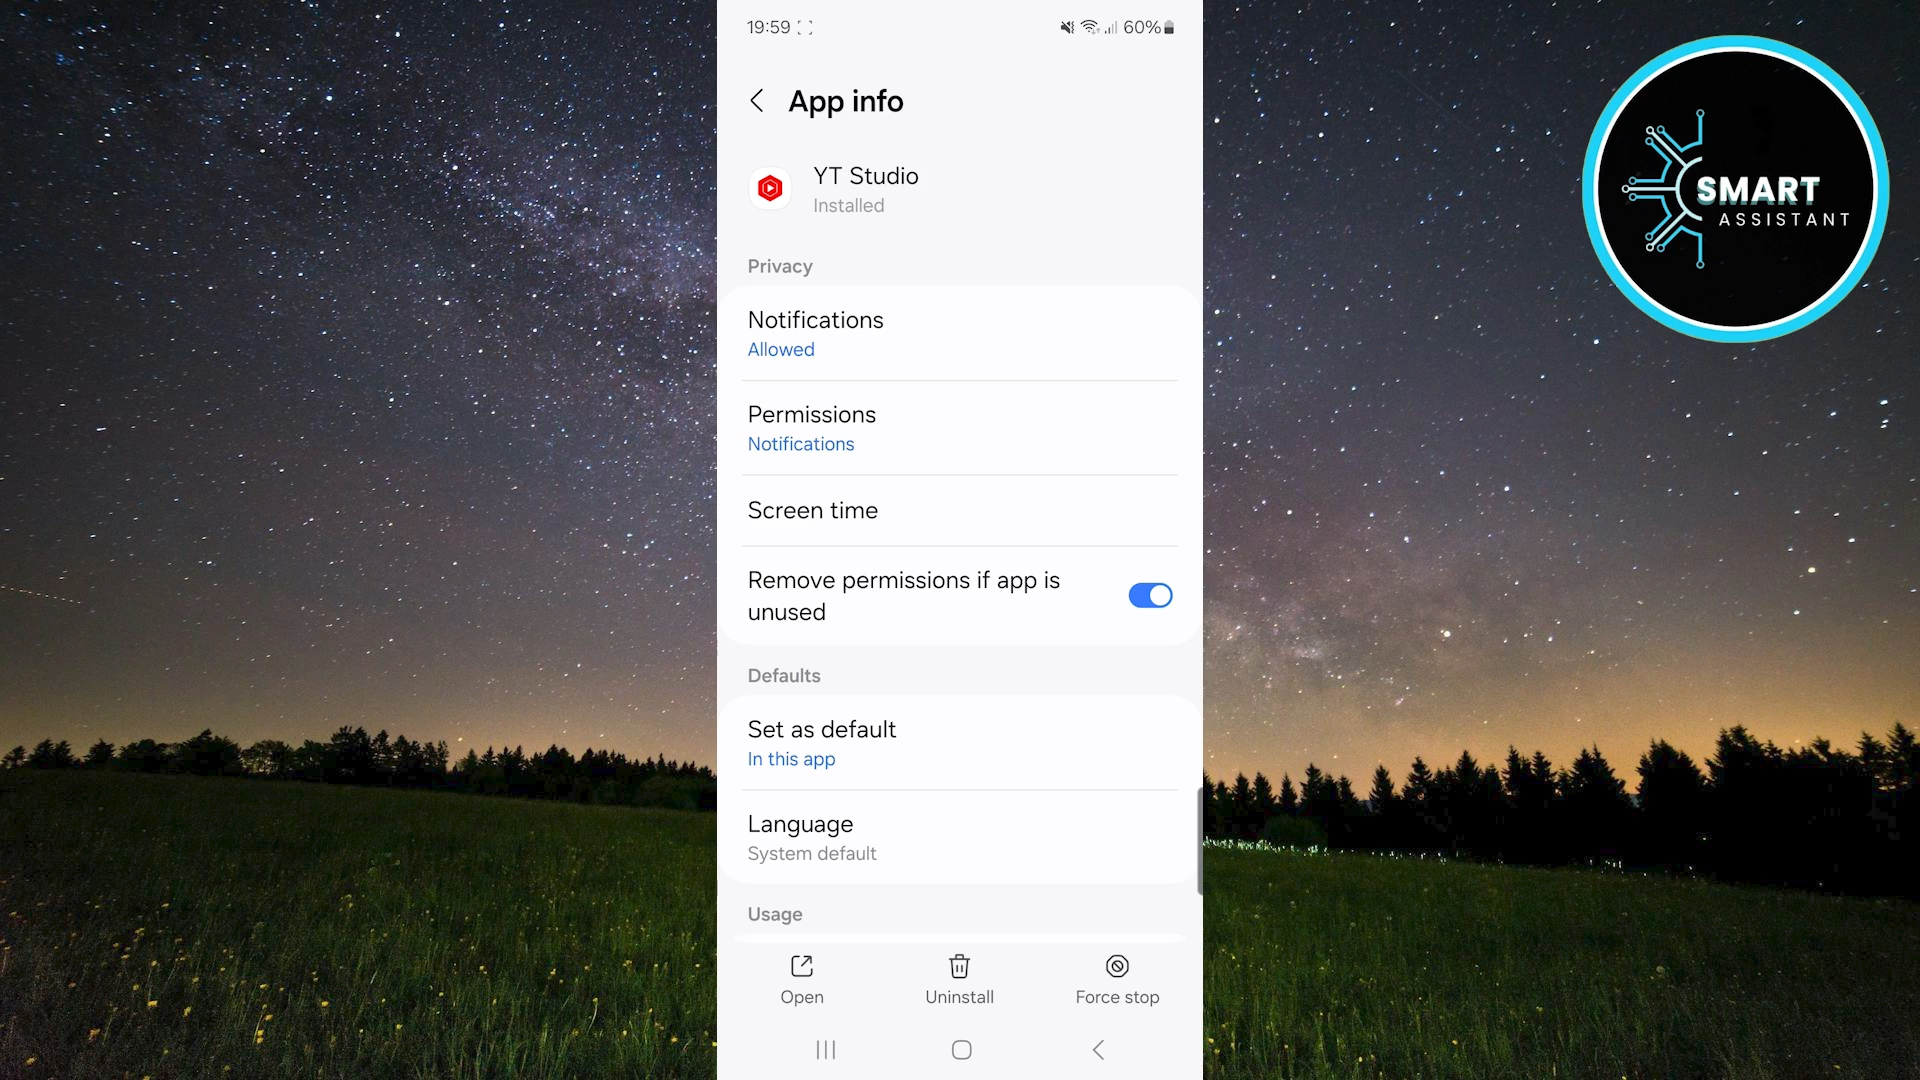 19:59
60%
App info
YT Studio
Installed
Privacy
Notifications
Allowed
Permissions
Notifications
Screen time
Remove permissions if app is
unused
Defaults
Set as default
In this app
Language
System default
Usage
Open
Uninstall
Force stop
SMART
ASSISTANT